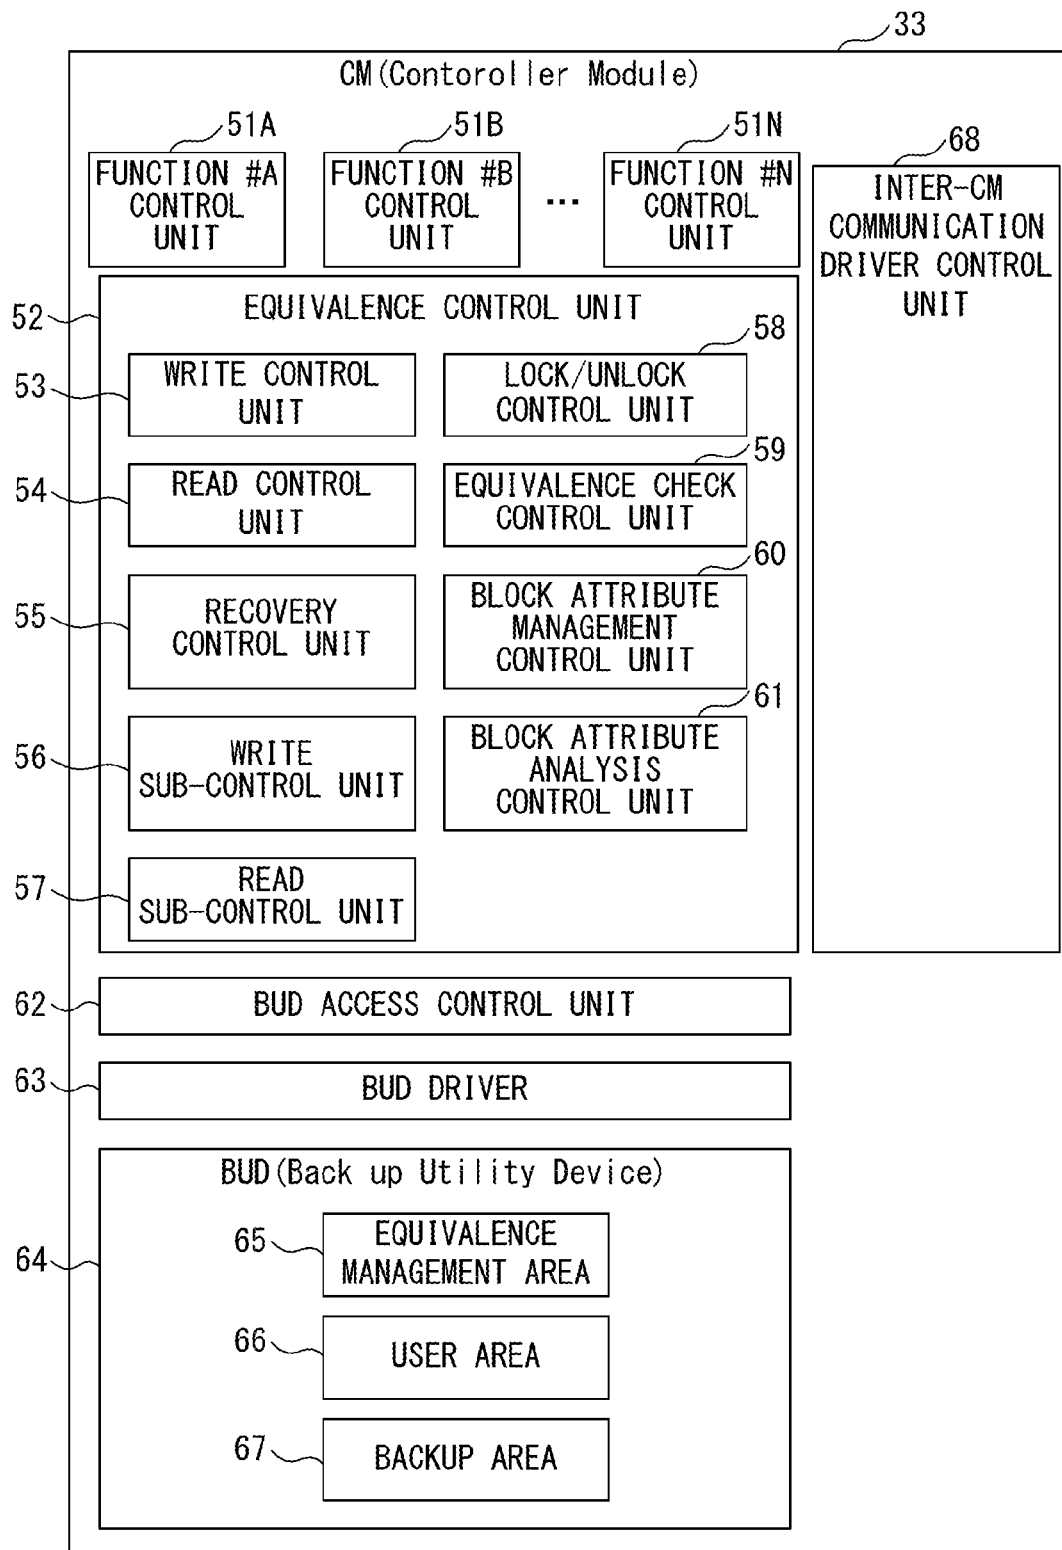 33
CM(Contoroller Module)
51A
51B
51N
68
FUNCTION #A
CONTROL
UNIT
FUNCTION #B
CONTROL
UNIT
...
FUNCTION #N
CONTROL
UNIT
INTER-CM
COMMUNICATION
DRIVER CONTROL
UNIT
52
EQUIVALENCE CONTROL UNIT
53
WRITE CONTROL
UNIT
58
LOCK/UNLOCK
CONTROL UNIT
54
READ CONTROL
UNIT
59
EQUIVALENCE CHECK
CONTROL UNIT
55
RECOVERY
CONTROL UNIT
60
BLOCK ATTRIBUTE
MANAGEMENT
CONTROL UNIT
56
WRITE
SUB-CONTROL UNIT
61
BLOCK ATTRIBUTE
ANALYSIS
CONTROL UNIT
57
READ
SUB-CONTROL UNIT
62
BUD ACCESS CONTROL UNIT
63
BUD DRIVER
64
BUD(Back up Utility Device)
65
EQUIVALENCE
MANAGEMENT AREA
66
USER AREA
67
BACKUP AREA